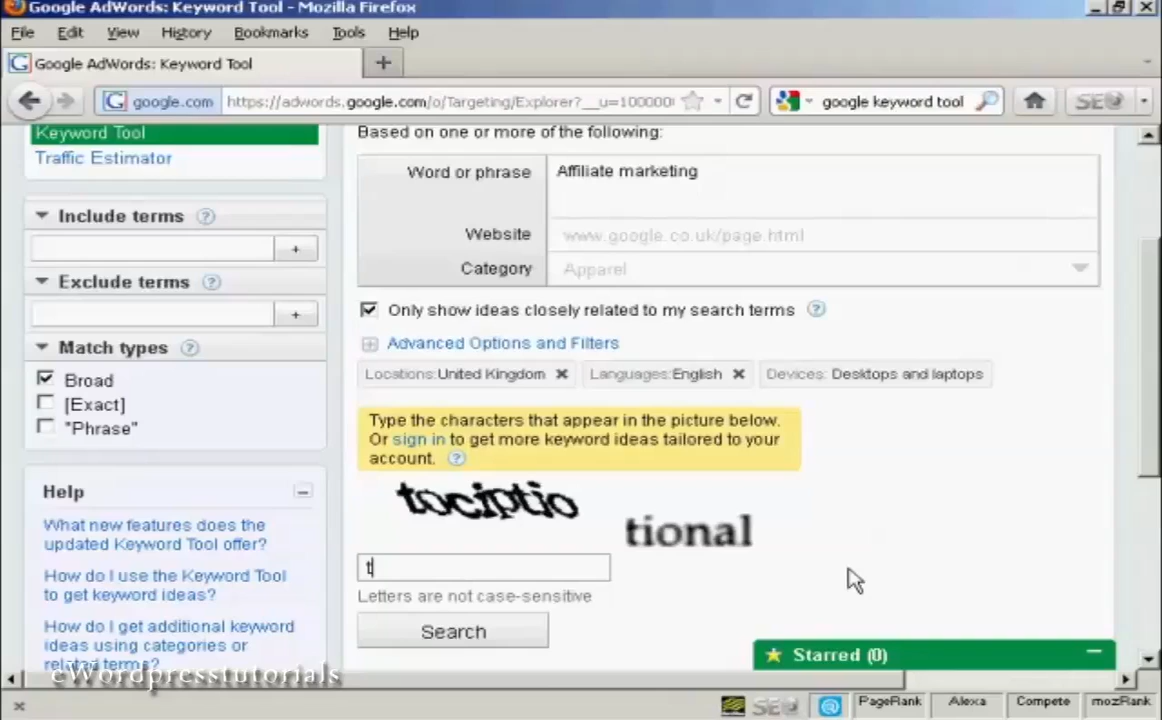 Google AdWords: Keyword Tool - Mozilla Firefox
File Edit View History Bookmarks Tools Help
Google AdWords: Keyword Tool +
google.com https://adwords.google.com/o/Targeting/Explorer?__u=100000 google keyword tool SEO
Keyword Tool
Traffic Estimator
Include terms ?
+
Exclude terms ?
+
Match types ?
Broad
[Exact]
"Phrase"
Help
What new features does the
updated Keyword Tool offer?
How do I use the Keyword Tool
to get keyword ideas?
How do I get additional keyword
ideas using categories or
related terms?
Based on one or more of the following:
Word or phrase Affiliate marketing
Website www.google.co.uk/page.html
Category Apparel
Only show ideas closely related to my search terms ?
Advanced Options and Filters
Locations: United Kingdom Languages: English Devices: Desktops and laptops
Type the characters that appear in the picture below.
Or sign in to get more keyword ideas tailored to your
account. ?
tociptio tional
t
Letters are not case-sensitive
Search
Starred (0)
eWordpresstutorials
SEO PageRank Alexa Compete mozRank